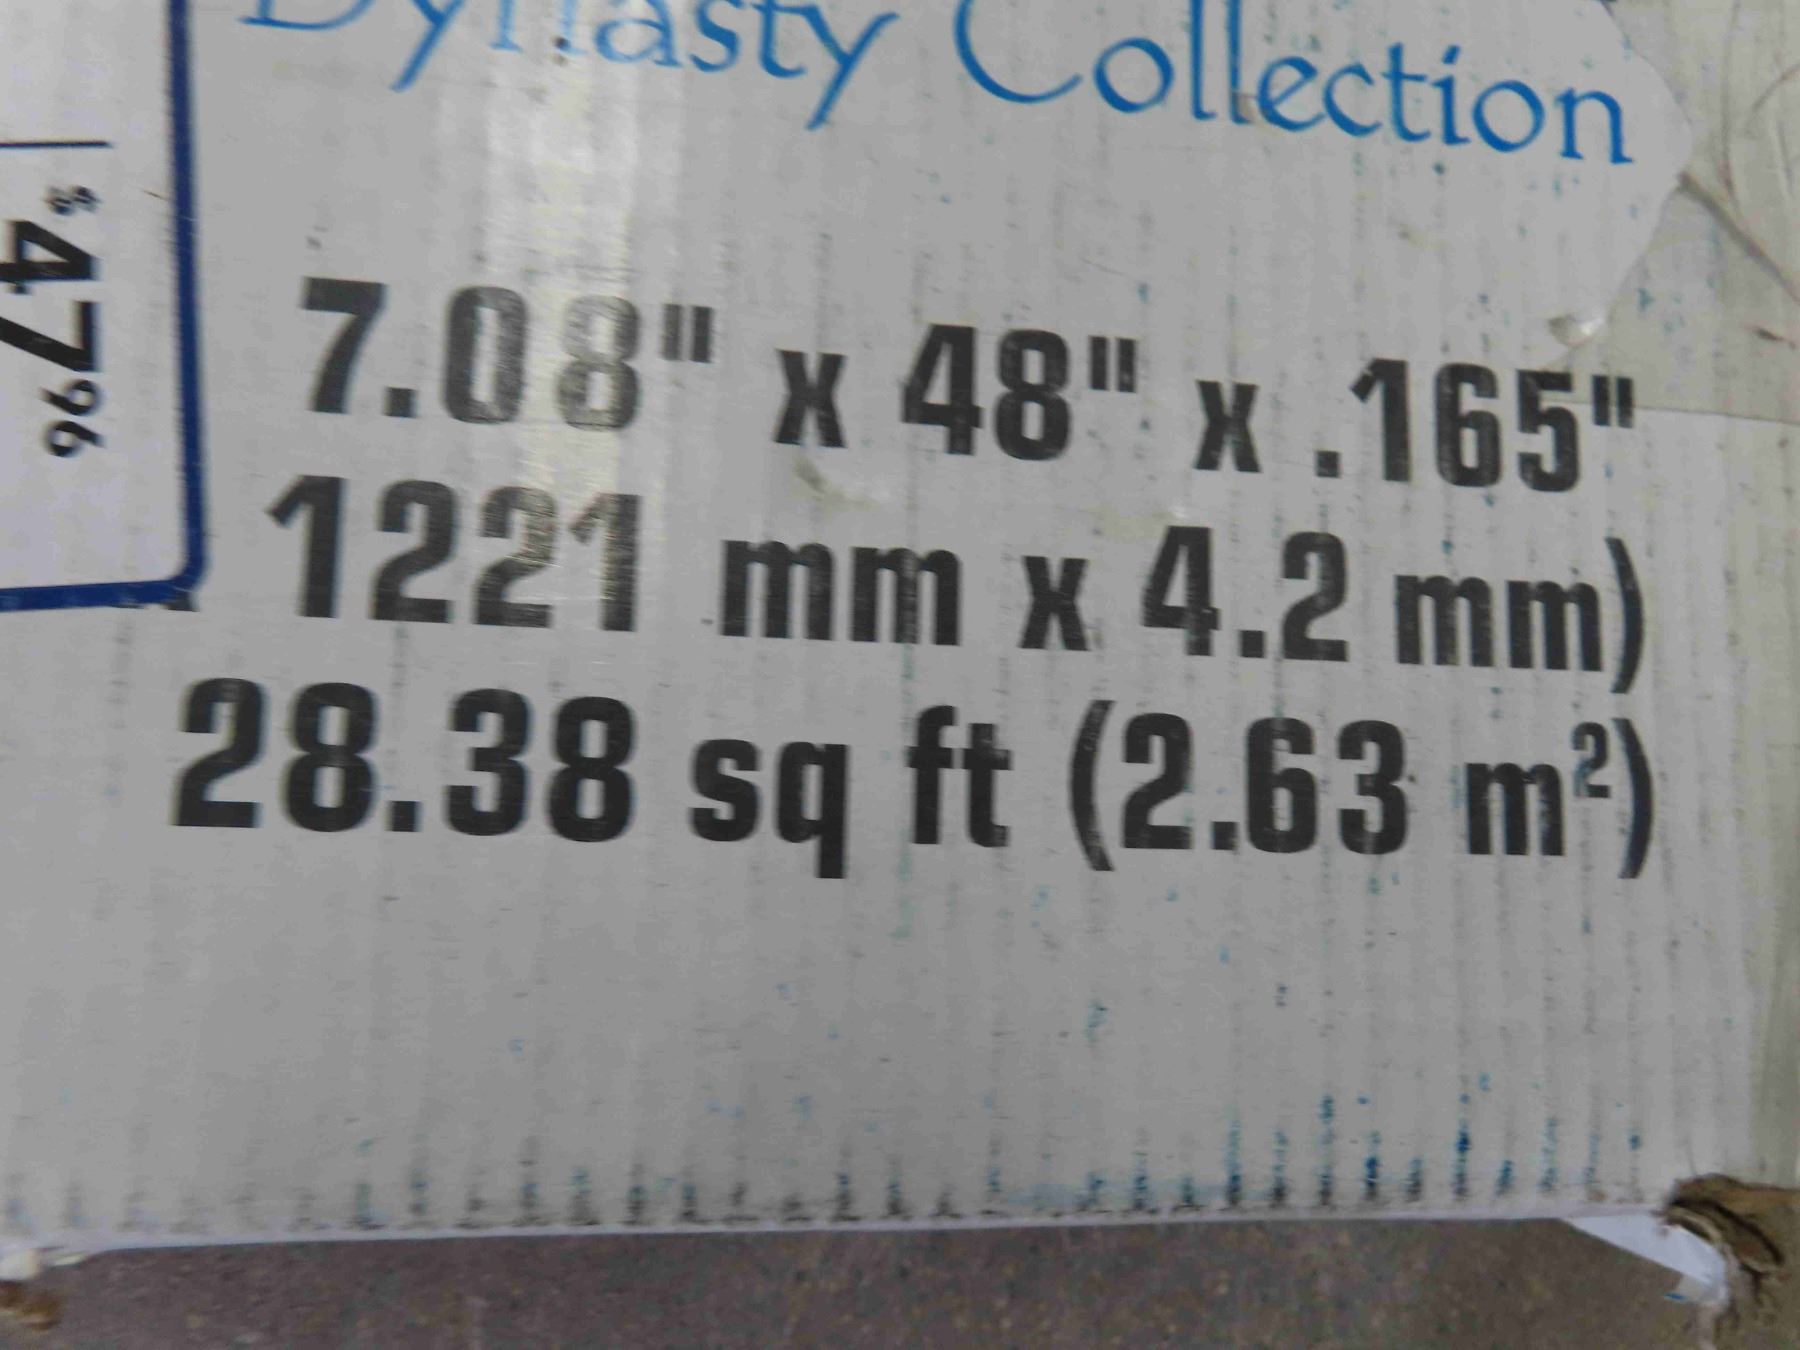 Dynasty Collection
$47 96
7.08" x 48" x .165"
1221 mm x 4.2 mm)
28.38 sq ft (2.63 m²)